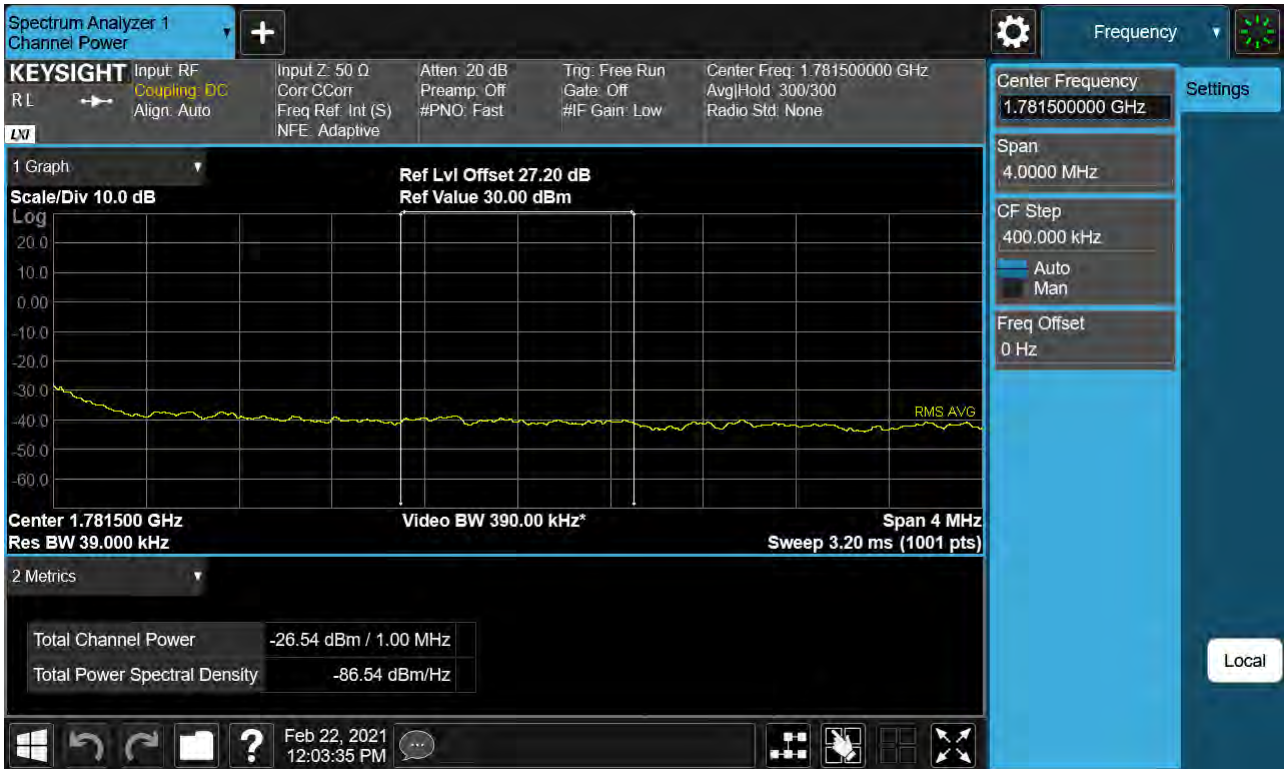 Spectrum Analyzer 1
Channel Power
Frequency
KEYSIGHT
R L
LXI
Input: RF
Coupling: DC
Align: Auto
Input Z: 50 Ω
Corr CCorr
Freq Ref: Int (S)
NFE: Adaptive
Atten: 20 dB
Preamp: Off
#PNO: Fast
Trig: Free Run
Gate: Off
#IF Gain: Low
Center Freq: 1.781500000 GHz
Avg|Hold: 300/300
Radio Std: None
Center Frequency
1.781500000 GHz
Settings
Span
4.0000 MHz
CF Step
400.000 kHz
Auto
Man
Freq Offset
0 Hz
1 Graph
Scale/Div 10.0 dB
Ref Lvl Offset 27.20 dB
Ref Value 30.00 dBm
Log
20.0
10.0
0.00
-10.0
-20.0
-30.0
-40.0
-50.0
-60.0
RMS AVG
Center 1.781500 GHz
Res BW 39.000 kHz
Video BW 390.00 kHz*
Span 4 MHz
Sweep 3.20 ms (1001 pts)
2 Metrics
Total Channel Power -26.54 dBm / 1.00 MHz
Total Power Spectral Density -86.54 dBm/Hz
Local
?
Feb 22, 2021
12:03:35 PM